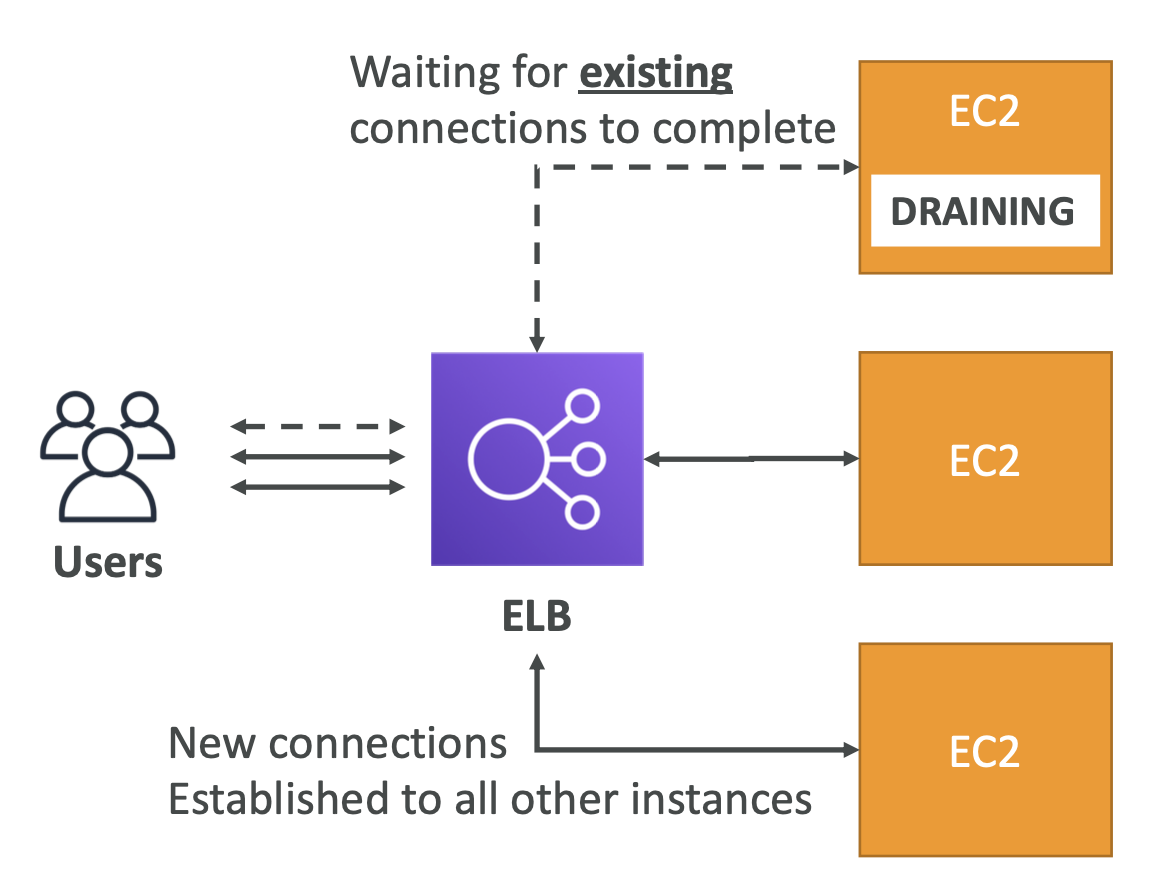 Waiting for existing
connections to complete
EC2
DRAINING
Users
ELB
EC2
New connections
Established to all other instances
EC2